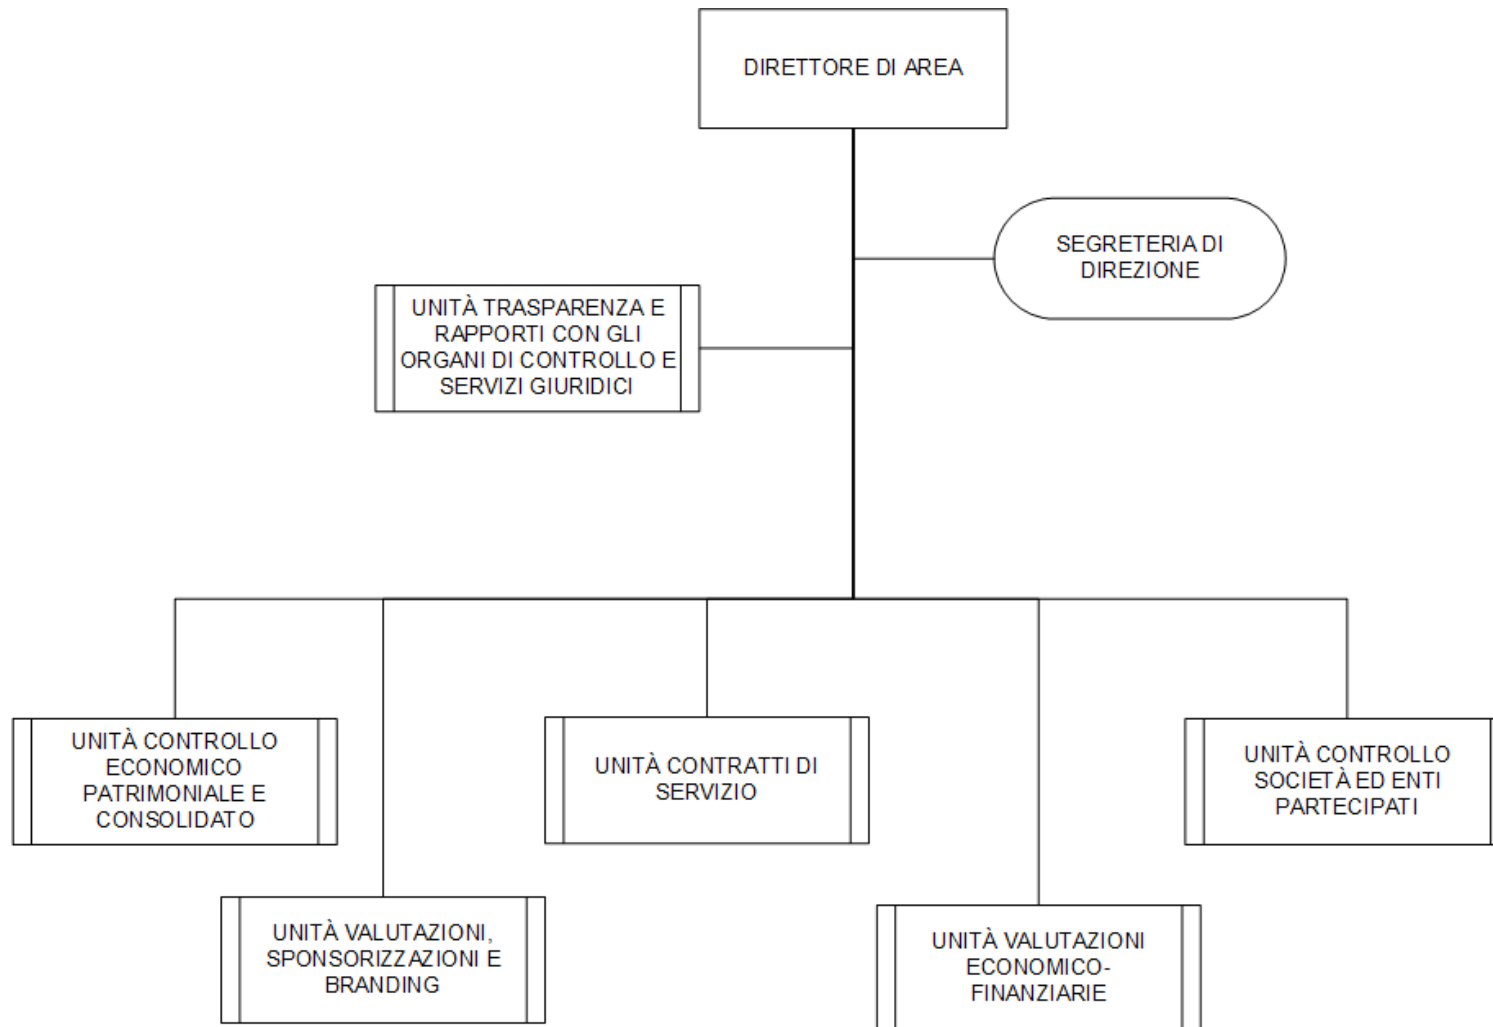 DIRETTORE DI AREA
SEGRETERIA DI
DIREZIONE
UNITÀ TRASPARENZA E
RAPPORTI CON GLI
ORGANI DI CONTROLLO E
SERVIZI GIURIDICI
UNITÀ CONTROLLO
ECONOMICO
PATRIMONIALE E
CONSOLIDATO
UNITÀ CONTRATTI DI
SERVIZIO
UNITÀ CONTROLLO
SOCIETÀ ED ENTI
PARTECIPATI
UNITÀ VALUTAZIONI,
SPONSORIZZAZIONI E
BRANDING
UNITÀ VALUTAZIONI
ECONOMICO-
FINANZIARIE